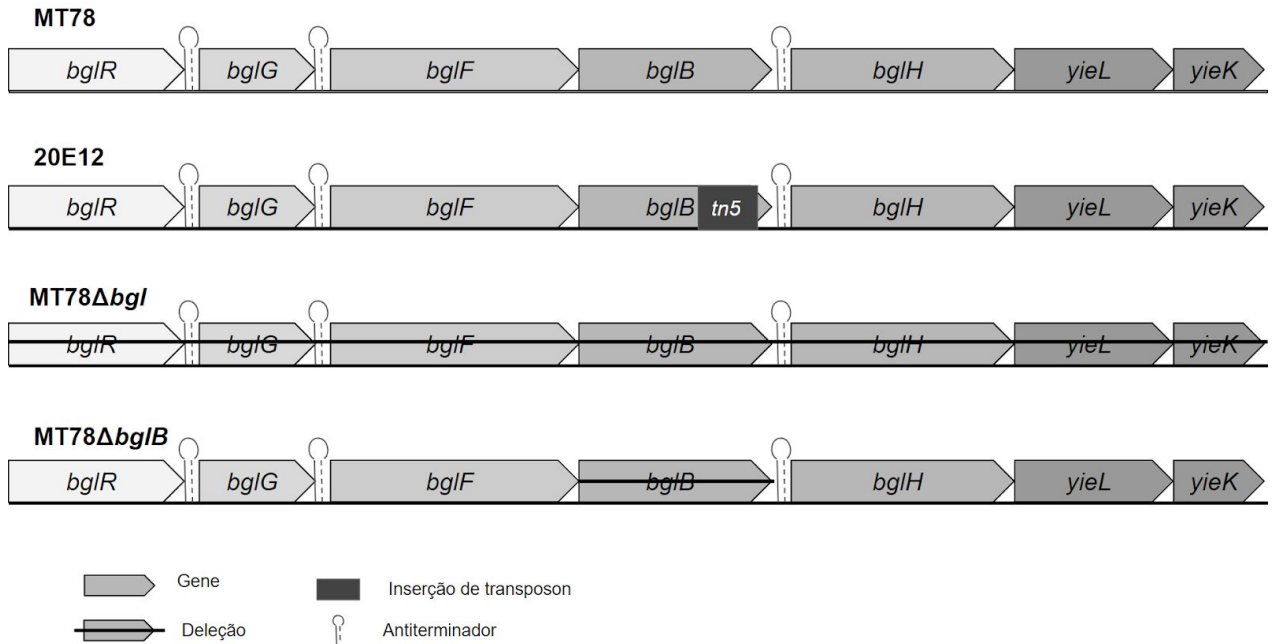 MT78
bglR bglG bglF bglB bglH yieL yieK
20E12
bglR bglG bglF bglB tn5 bglH yieL yieK
MT78Δbgl
bglR bglG bglF bglB bglH yieL yieK
MT78ΔbglB
bglR bglG bglF bglB bglH yieL yieK
Gene Inserção de transposon
Deleção Antiterminador